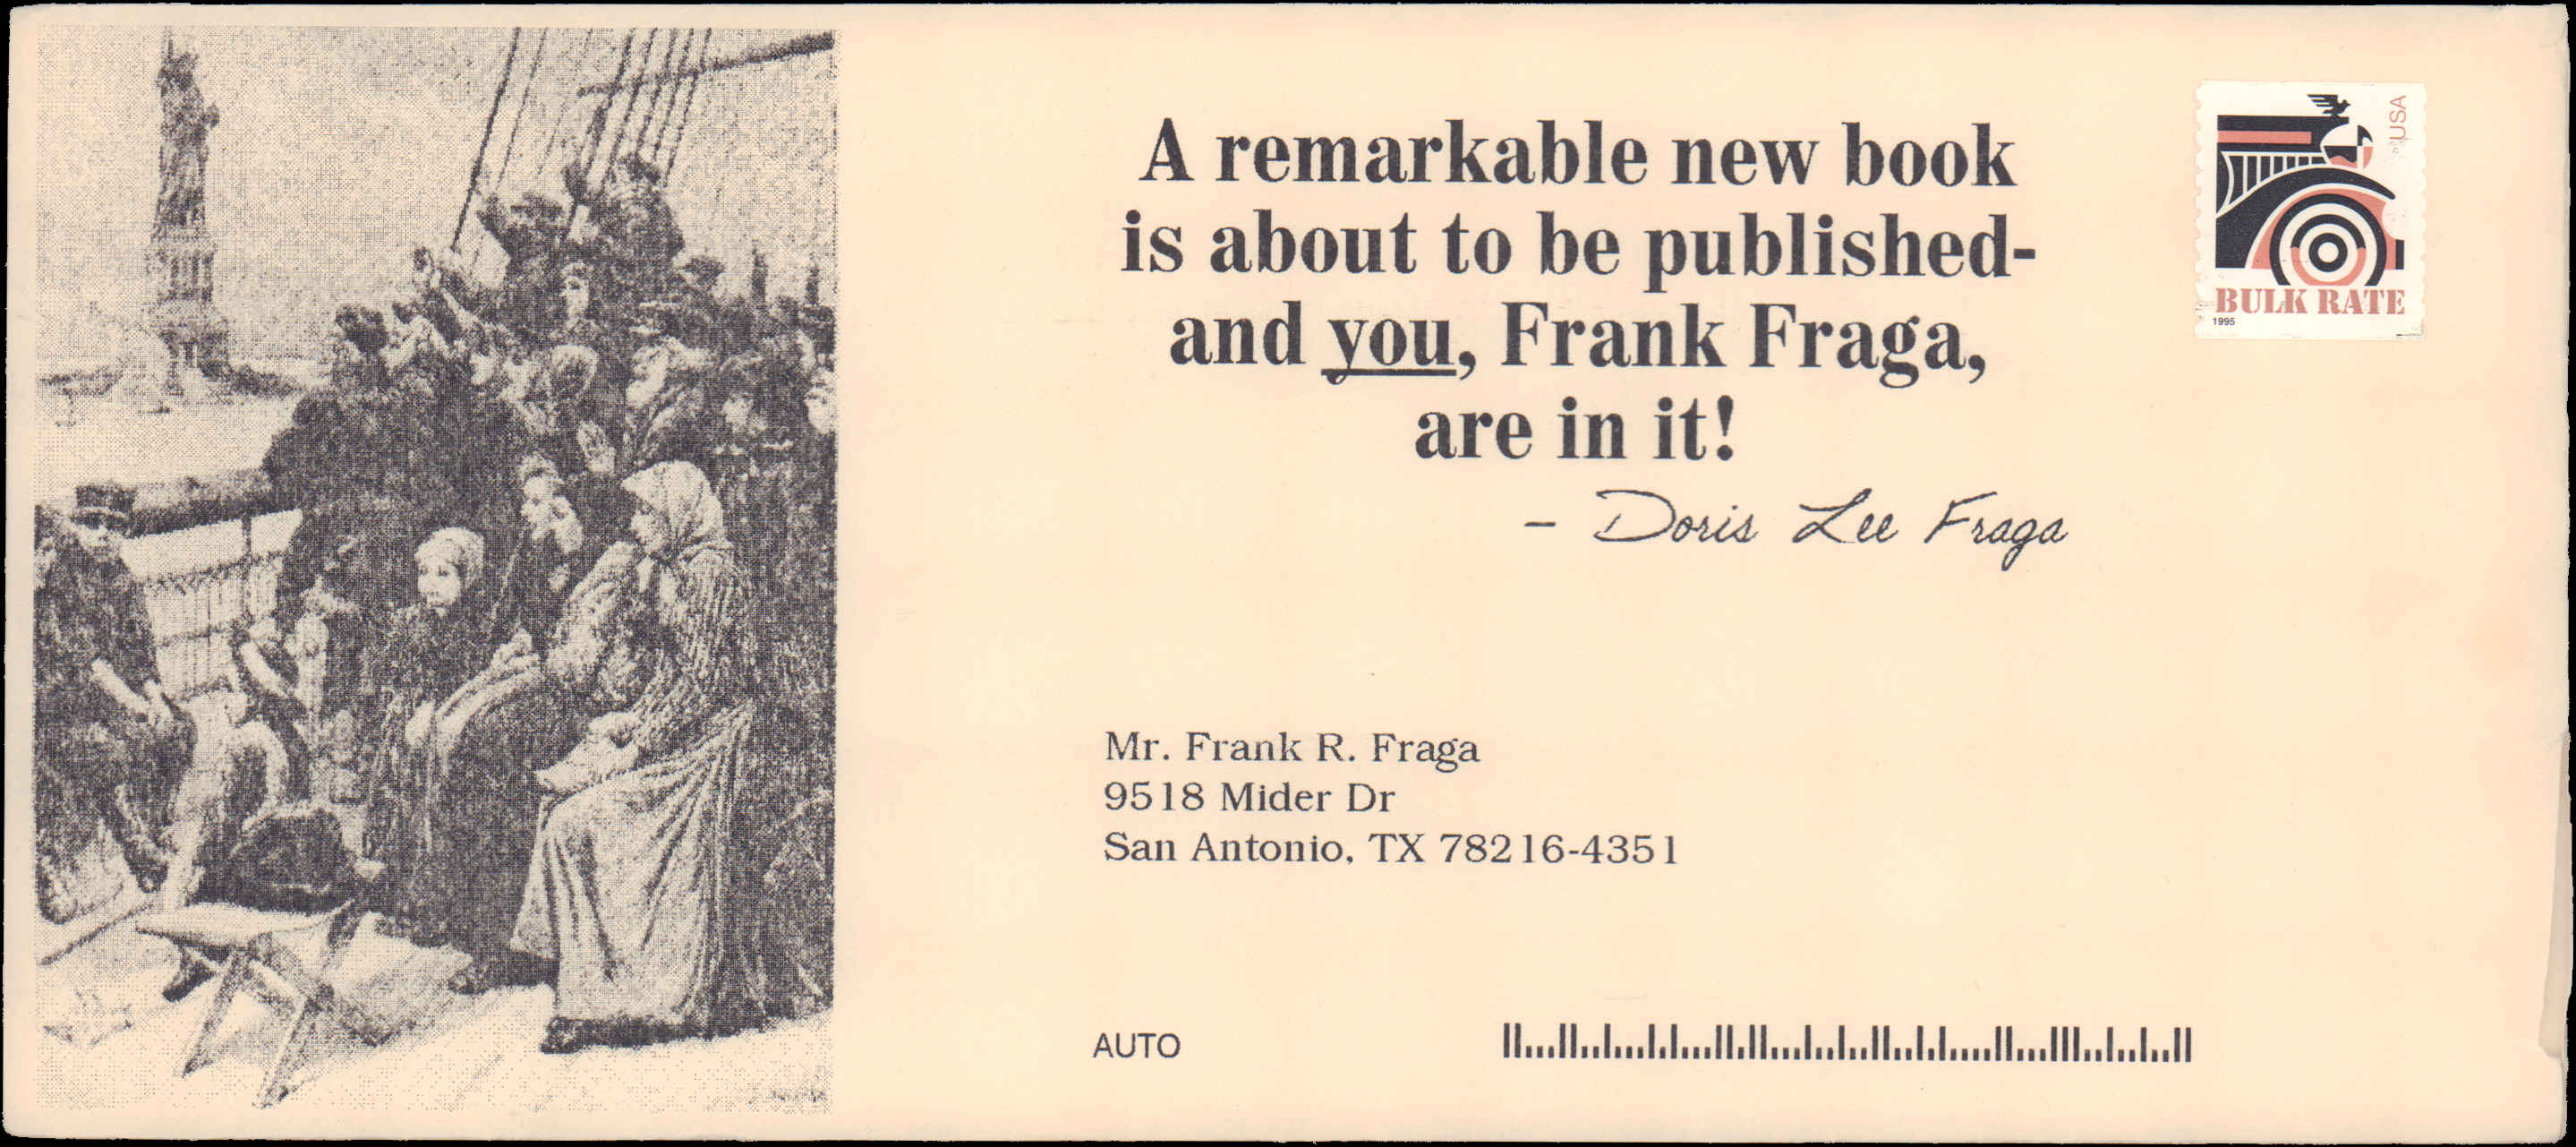 A remarkable new book
is about to be published-
and you, Frank Fraga,
are in it!
- Doris Lee Fraga
USA
BULK RATE
1995
Mr. Frank R. Fraga
9518 Mider Dr
San Antonio, TX 78216-4351
AUTO